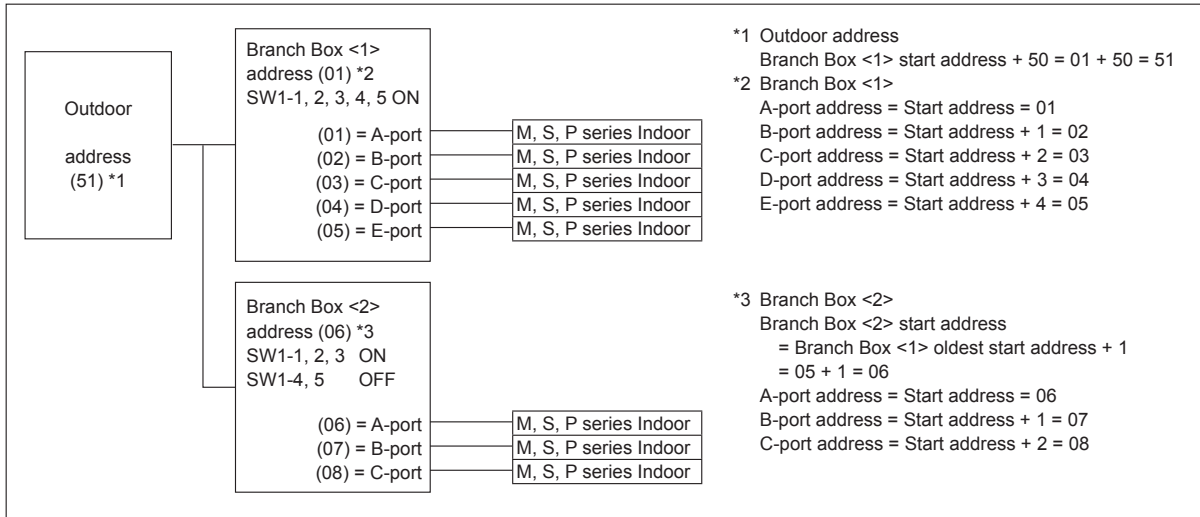 Outdoor
address
(51) *1
Branch Box <1>
address (01) *2
SW1-1, 2, 3, 4, 5 ON
(01) = A-port
(02) = B-port
(03) = C-port
(04) = D-port
(05) = E-port
M, S, P series Indoor
M, S, P series Indoor
M, S, P series Indoor
M, S, P series Indoor
M, S, P series Indoor
*1 Outdoor address
Branch Box <1> start address + 50 = 01 + 50 = 51
*2 Branch Box <1>
A-port address = Start address = 01
B-port address = Start address + 1 = 02
C-port address = Start address + 2 = 03
D-port address = Start address + 3 = 04
E-port address = Start address + 4 = 05
Branch Box <2>
address (06) *3
SW1-1, 2, 3 ON
SW1-4, 5 OFF
(06) = A-port
(07) = B-port
(08) = C-port
M, S, P series Indoor
M, S, P series Indoor
M, S, P series Indoor
*3 Branch Box <2>
Branch Box <2> start address
= Branch Box <1> oldest start address + 1
= 05 + 1 = 06
A-port address = Start address = 06
B-port address = Start address + 1 = 07
C-port address = Start address + 2 = 08